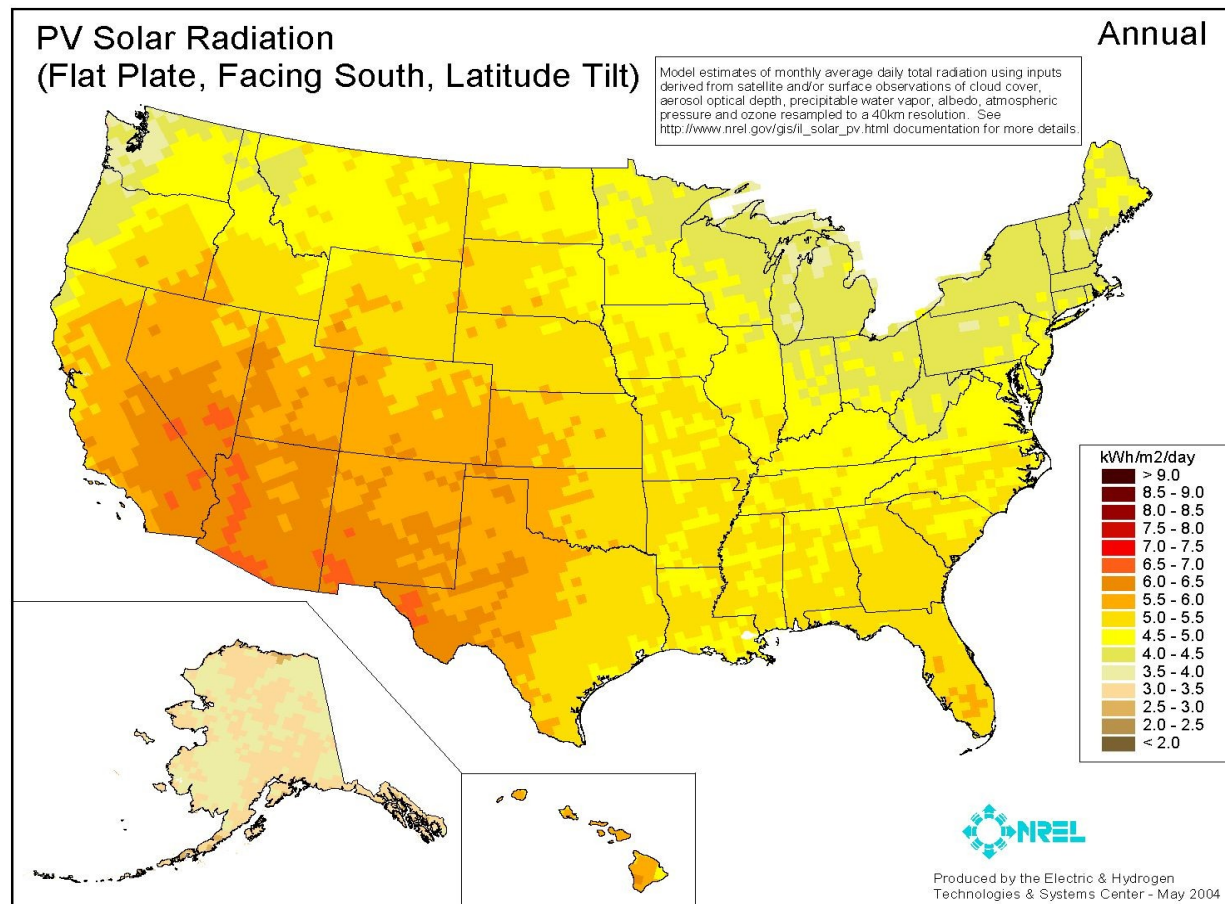 PV Solar Radiation
(Flat Plate, Facing South, Latitude Tilt)
Annual
Model estimates of monthly average daily total radiation using inputs
derived from satellite and/or surface observations of cloud cover,
aerosol optical depth, precipitable water vapor, albedo, atmospheric
pressure and ozone resampled to a 40km resolution.  See
http://www.nrel.gov/gis/il_solar_pv.html documentation for more details.
kWh/m2/day
> 9.0
8.5 - 9.0
8.0 - 8.5
7.5 - 8.0
7.0 - 7.5
6.5 - 7.0
6.0 - 6.5
5.5 - 6.0
5.0 - 5.5
4.5 - 5.0
4.0 - 4.5
3.5 - 4.0
3.0 - 3.5
2.5 - 3.0
2.0 - 2.5
< 2.0
NREL
Produced by the Electric & Hydrogen
Technologies & Systems Center - May 2004